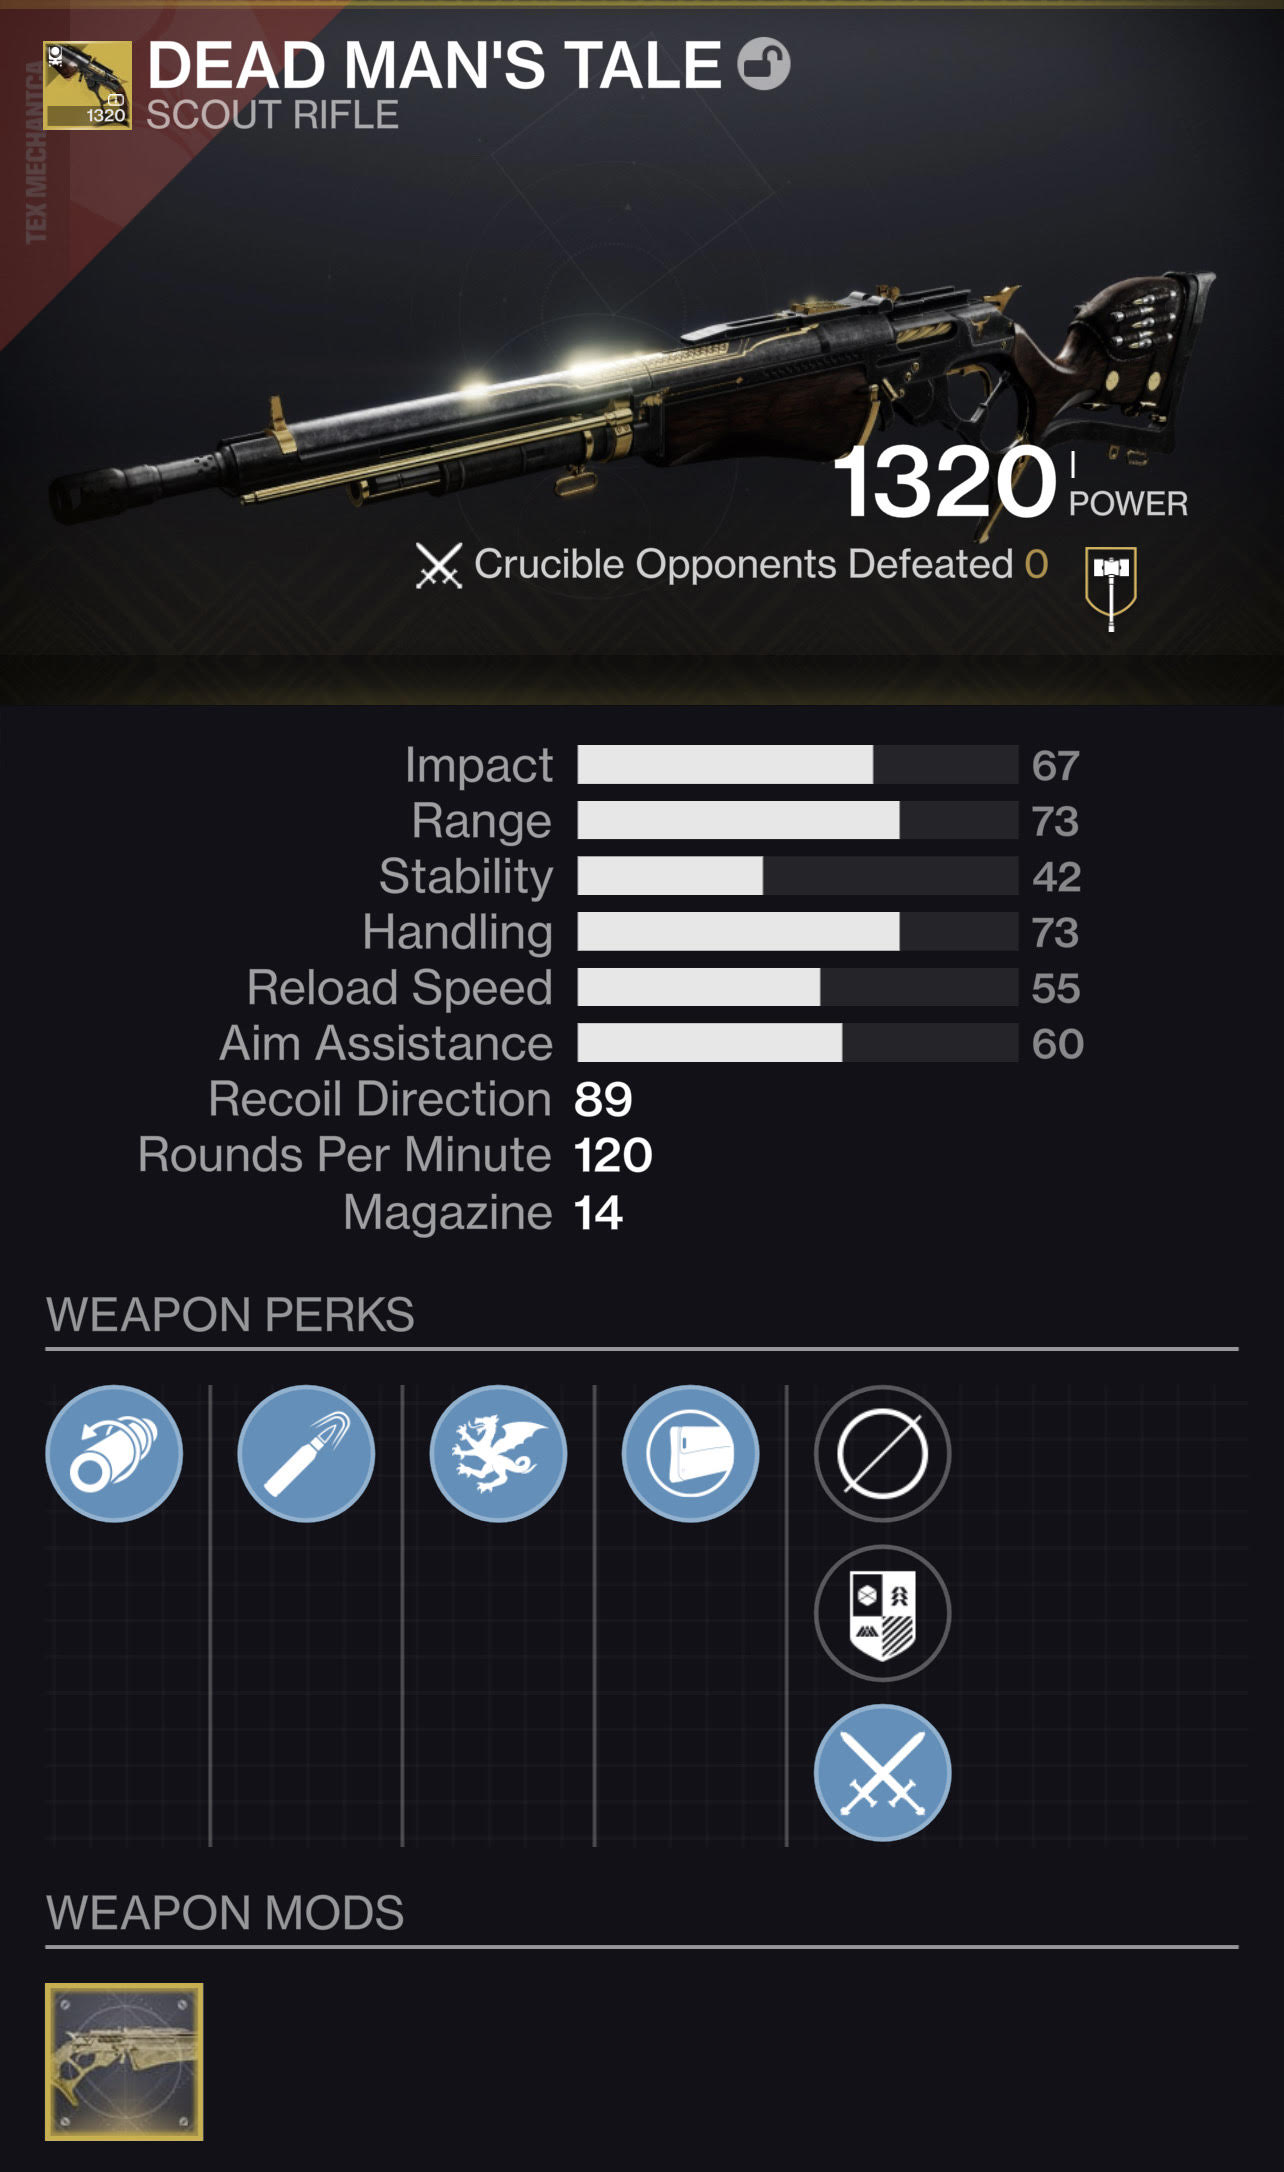 DEAD MAN'S TALE
SCOUT RIFLE
1320
TEX MECHANICA
1320
POWER
Crucible Opponents Defeated 0
Impact 67
Range 73
Stability 42
Handling 73
Reload Speed 55
Aim Assistance 60
Recoil Direction 89
Rounds Per Minute 120
Magazine 14
WEAPON PERKS
WEAPON MODS